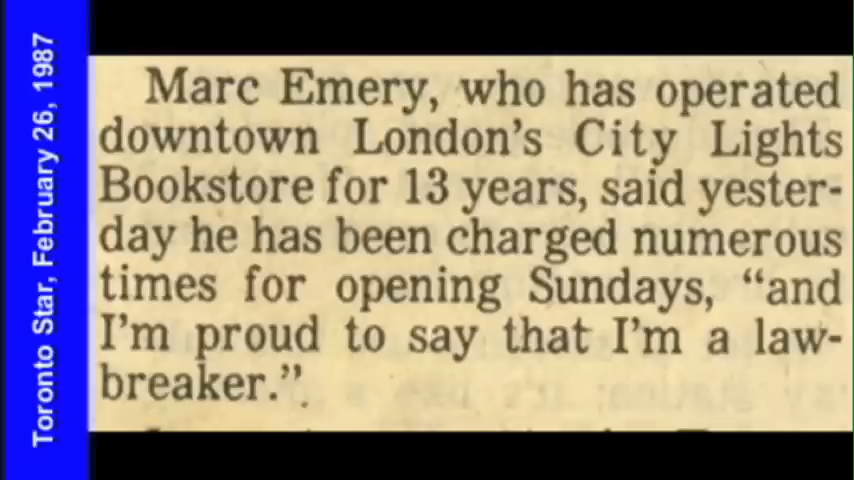 Toronto Star, February 26, 1987
Marc Emery, who has operated
downtown London's City Lights
Bookstore for 13 years, said yester-
day he has been charged numerous
times for opening Sundays, “and
I'm proud to say that I'm a law-
breaker.”